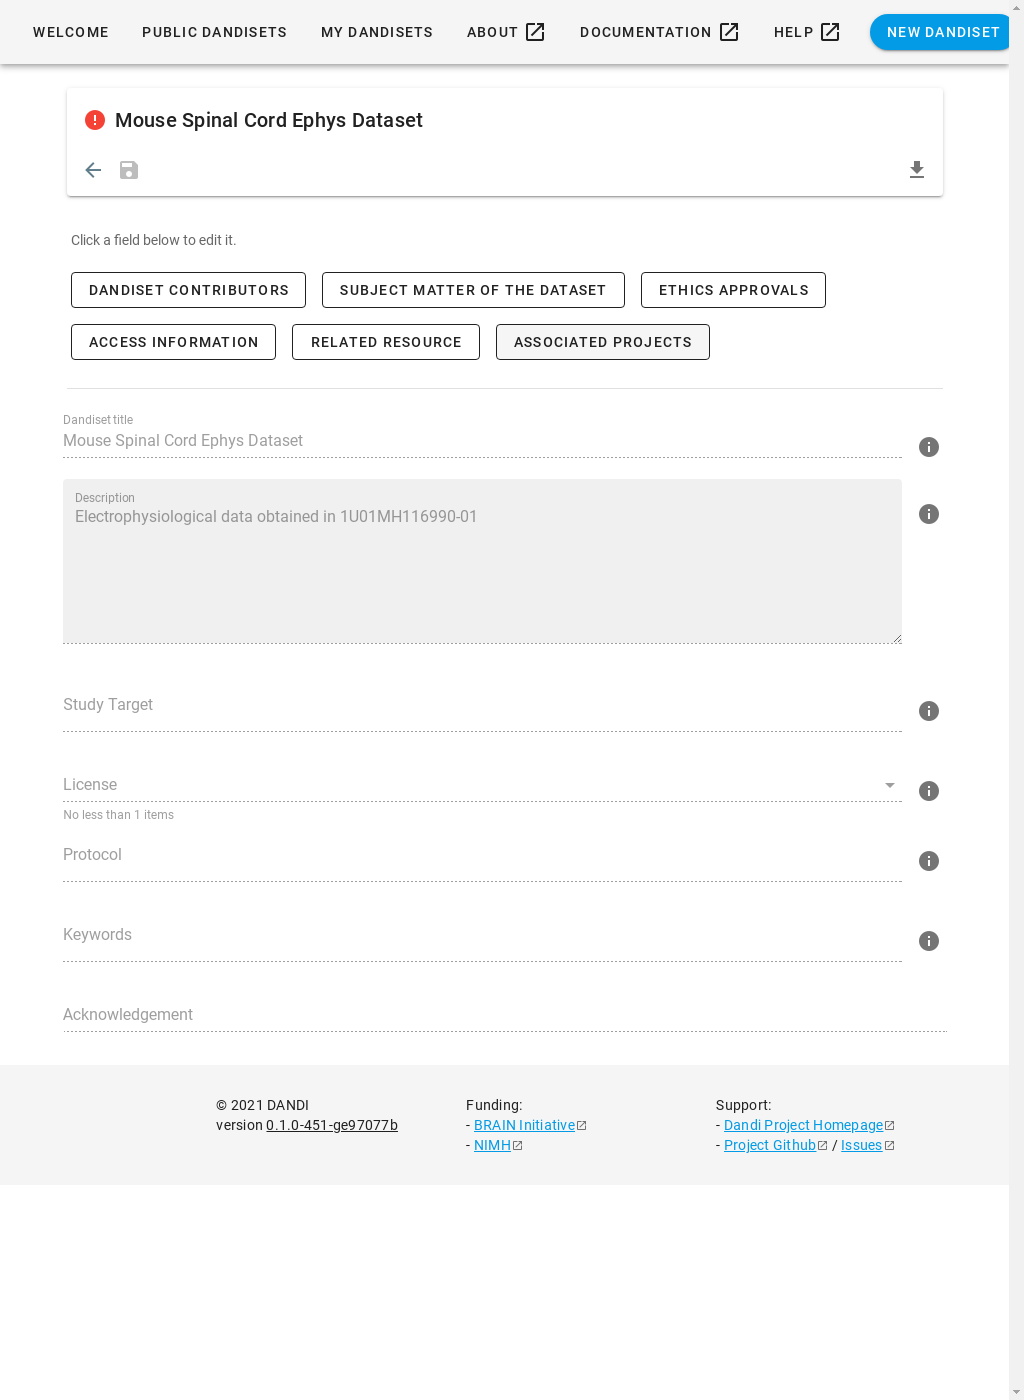 WELCOME PUBLIC DANDISETS MY DANDISETS ABOUT DOCUMENTATION HELP NEW DANDISET
Mouse Spinal Cord Ephys Dataset
Click a field below to edit it.
DANDISET CONTRIBUTORS SUBJECT MATTER OF THE DATASET ETHICS APPROVALS
ACCESS INFORMATION RELATED RESOURCE ASSOCIATED PROJECTS
Dandiset title
Mouse Spinal Cord Ephys Dataset
Description
Electrophysiological data obtained in 1U01MH116990-01
Study Target
License
No less than 1 items
Protocol
Keywords
Acknowledgement
© 2021 DANDI
version 0.1.0-451-ge97077b
Funding:
- BRAIN Initiative
- NIMH
Support:
- Dandi Project Homepage
- Project Github / Issues